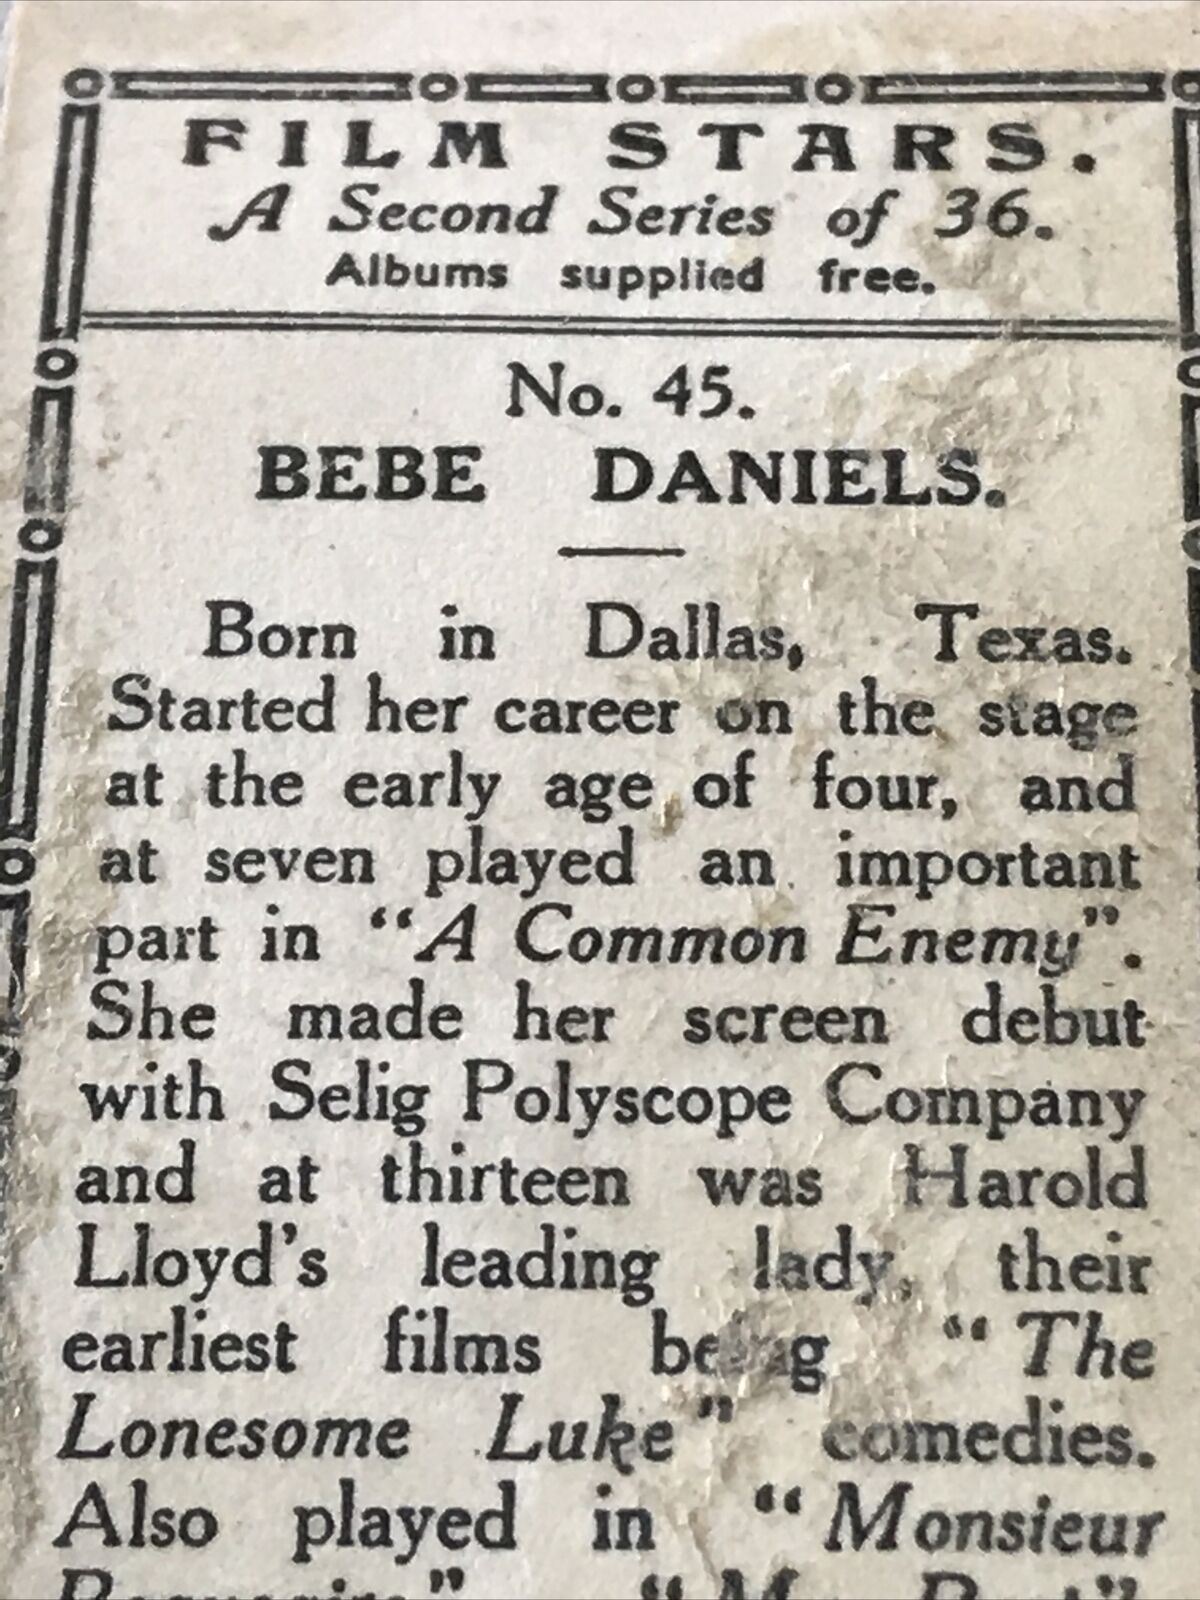 FILM STARS.
A Second Series of 36.
Albums supplied free.
No. 45.
BEBE DANIELS.
Born in Dallas, Texas.
Started her career on the stage
at the early age of four, and
at seven played an important
part in "A Common Enemy".
She made her screen debut
with Selig Polyscope Company
and at thirteen was Harold
Lloyd's leading lady, their
earliest films being "The
Lonesome Luke" comedies.
Also played in "Monsieur